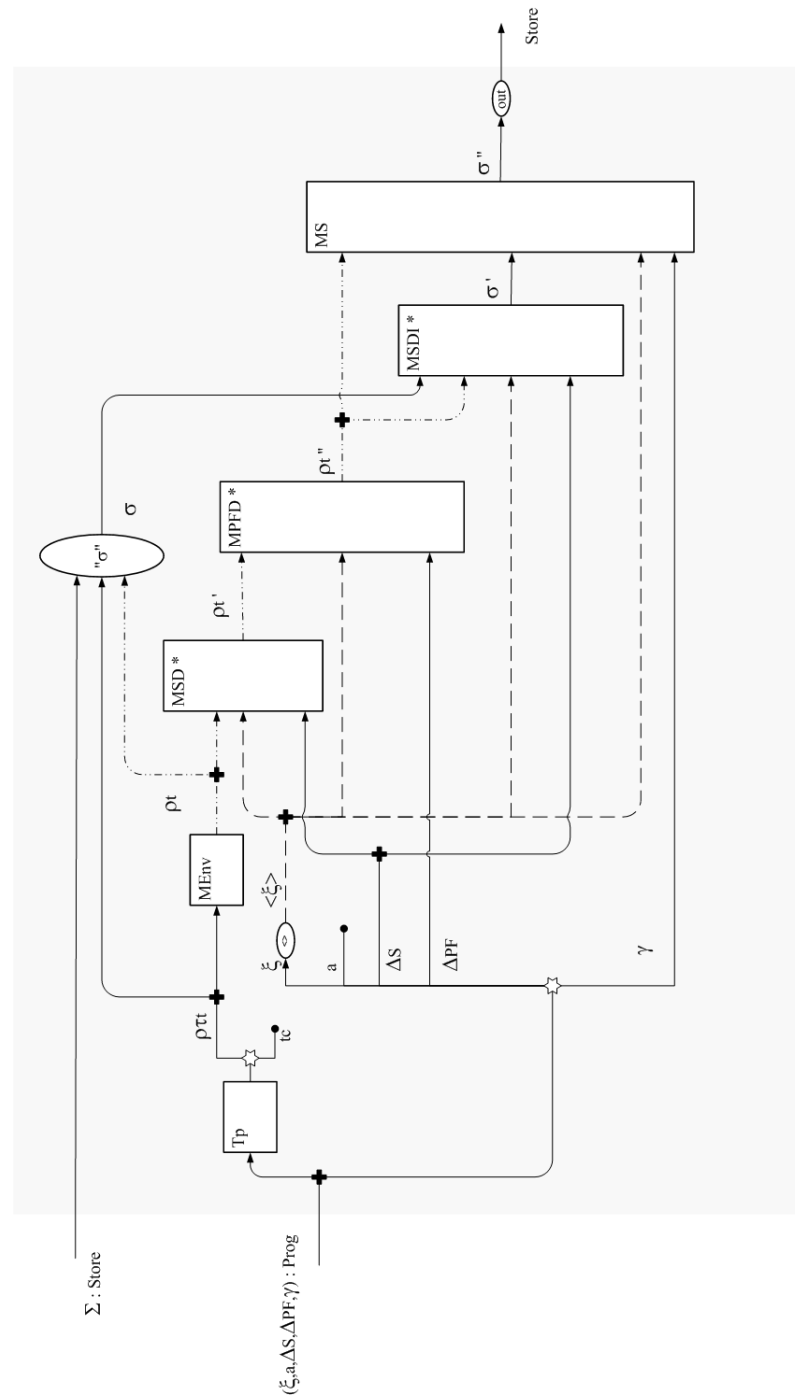 Σ : Store
(ξ,a,ΔS,ΔPF,γ) : Prog
Tp
tc
ρτt
MEnv
ρt
ξ
<>
<ξ>
a
ΔS
ΔPF
γ
MSD *
ρt'
"σ"
σ
MPFD *
ρt"
MSDI *
σ'
MS
σ"
out
Store